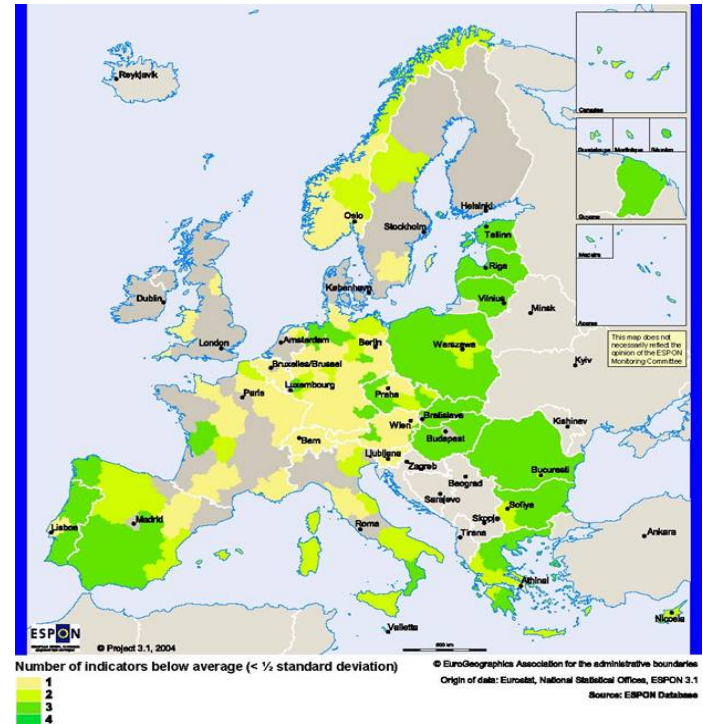 Reykjavik
Canarias
Guadeloupe Martinique Réunion
Guyane
Madeira
Acores
This map does not
necessarily reflect the
opinion of the ESPON
Monitoring Committee
Oslo
Helsinki
Stockholm
Tallinn
Riga
København
Vilnius
Minsk
Dublin
London
Amsterdam
Berlin
Warszawa
Kyiv
Bruxelles/Brussel
Luxembourg
Paris
Praha
Kishinev
Wien
Bratislava
Bern
Budapest
Ljubljana
Zagreb
Bucuresti
Beograd
Sarajevo
Sofiya
Skopje
Madrid
Lisboa
Roma
Tirana
Ankara
Athinai
Valletta
Nicosia
ESPON
© Project 3.1, 2004
Number of indicators below average (< ½ standard deviation)
1
2
3
4
© EuroGeographics Association for the administrative boundaries
Origin of data: Eurostat, National Statistical Offices, ESPON 3.1
Source: ESPON Database